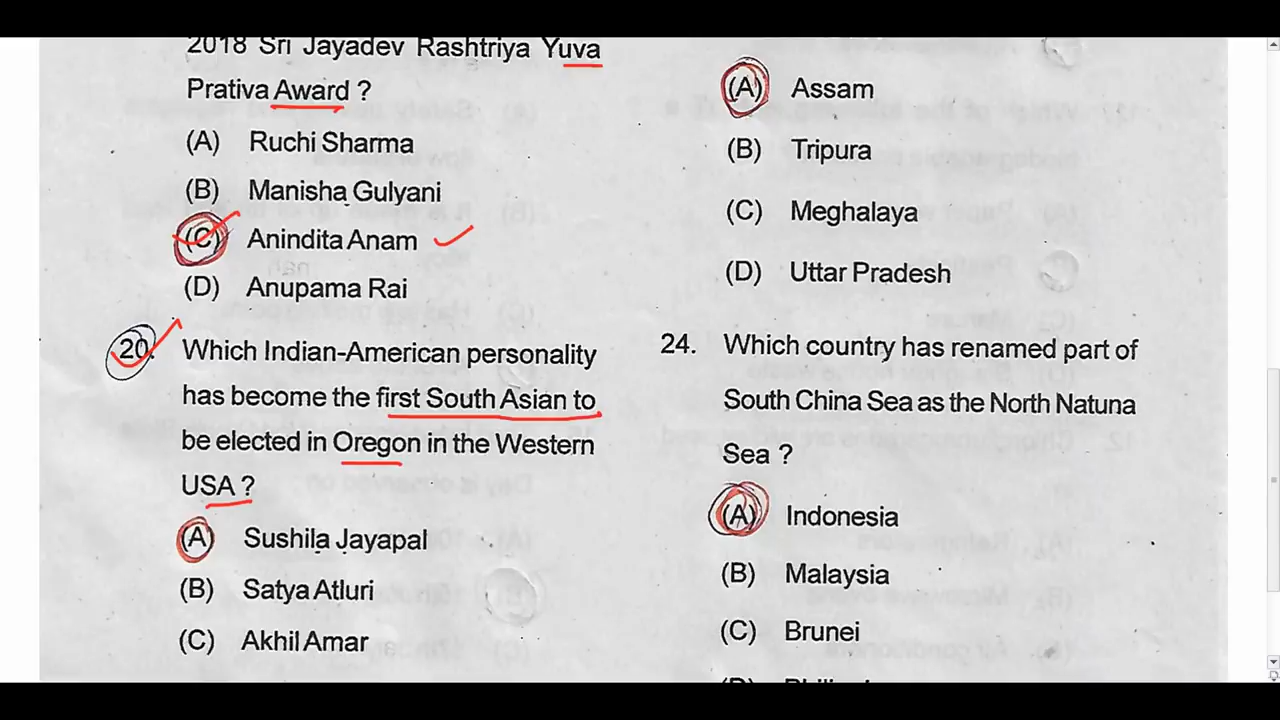 2018 Sri Jayadev Rashtriya Yuva
Prativa Award ?
(A) Ruchi Sharma
(B) Manisha Gulyani
(C) Anindita Anam
(D) Anupama Rai
20. Which Indian-American personality
has become the first South Asian to
be elected in Oregon in the Western
USA ?
(A) Sushila Jayapal
(B) Satya Atluri
(C) Akhil Amar
(A) Assam
(B) Tripura
(C) Meghalaya
(D) Uttar Pradesh
24. Which country has renamed part of
South China Sea as the North Natuna
Sea ?
(A) Indonesia
(B) Malaysia
(C) Brunei